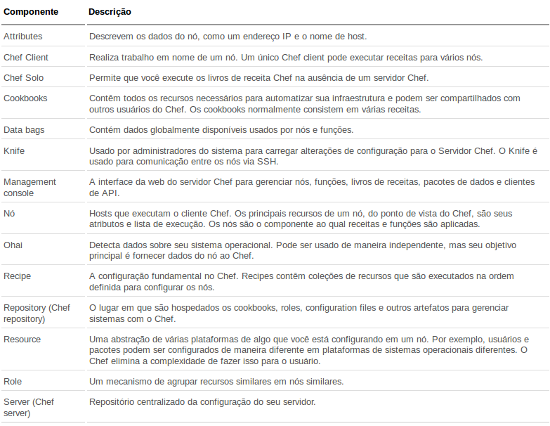 Componente Descrição
Attributes Descrevem os dados do nó, como um endereço IP e o nome de host.
Chef Client Realiza trabalho em nome de um nó. Um único Chef client pode executar receitas para vários nós.
Chef Solo Permite que você execute os livros de receita Chef na ausência de um servidor Chef.
Cookbooks Contêm todos os recursos necessários para automatizar sua infraestrutura e podem ser compartilhados com
outros usuários do Chef. Os cookbooks normalmente consistem em várias receitas.
Data bags Contém dados globalmente disponíveis usados por nós e funções.
Knife Usado por administradores do sistema para carregar alterações de configuração para o Servidor Chef. O Knife é
usado para comunicação entre os nós via SSH.
Management A interface da web do servidor Chef para gerenciar nós, funções, livros de receitas, pacotes de dados e clientes
console de API.
Nó Hosts que executam o cliente Chef. Os principais recursos de um nó, do ponto de vista do Chef, são seus
atributos e lista de execução. Os nós são o componente ao qual receitas e funções são aplicadas.
Ohai Detecta dados sobre seu sistema operacional. Pode ser usado de maneira independente, mas seu objetivo
principal é fornecer dados do nó ao Chef.
Recipe A configuração fundamental no Chef. Recipes contêm coleções de recursos que são executados na ordem
definida para configurar os nós.
Repository (Chef O lugar em que são hospedados os cookbooks, roles, configuration files e outros artefatos para gerenciar
repository) sistemas com o Chef.
Resource Uma abstração de várias plataformas de algo que você está configurando em um nó. Por exemplo, usuários e
pacotes podem ser configurados de maneira diferente em plataformas de sistemas operacionais diferentes. O
Chef elimina a complexidade de fazer isso para o usuário.
Role Um mecanismo de agrupar recursos similares em nós similares.
Server (Chef Repositório centralizado da configuração do seu servidor.
server)